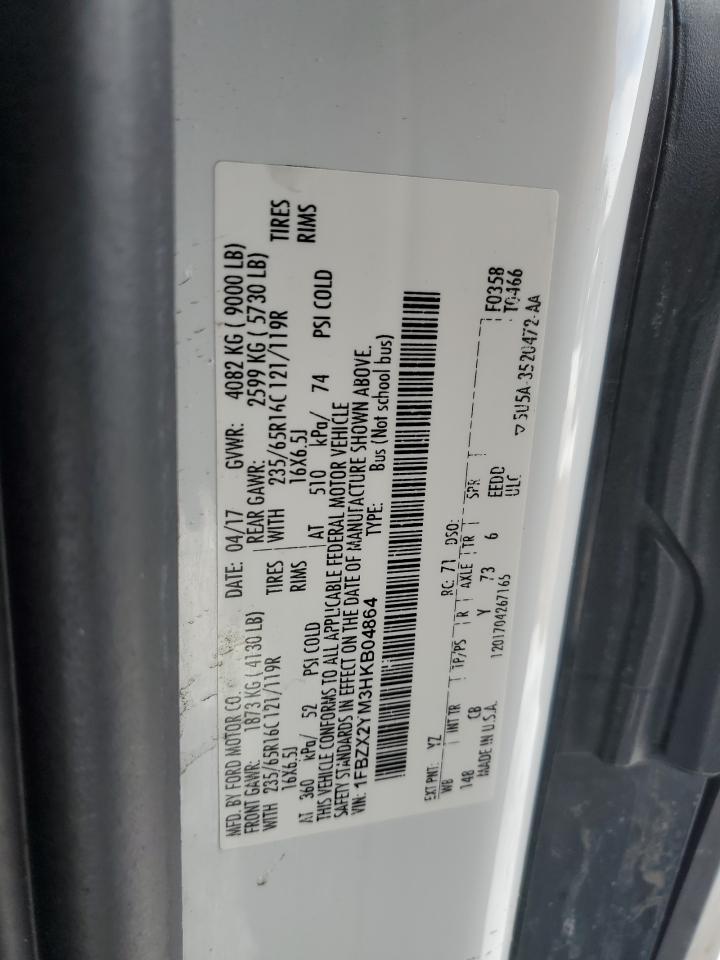 MFD. BY FORD MOTOR CO. DATE: 04/17 GVWR: 4082 KG ( 9000 LB)
FRONT GAWR: 1873 KG ( 4130 LB) REAR GAWR: 2599 KG ( 5730 LB)
WITH 235/65R16C 121/119R TIRES WITH 235/65R16C 121/119R TIRES
16X6.5J RIMS 16X6.5J RIMS
AT 360 kPa/ 52 PSI COLD AT 510 kPa/ 74 PSI COLD
THIS VEHICLE CONFORMS TO ALL APPLICABLE FEDERAL MOTOR VEHICLE
SAFETY STANDARDS IN EFFECT ON THE DATE OF MANUFACTURE SHOWN ABOVE.
VIN: 1FBZX2YM3HKB04864 TYPE: Bus (Not school bus)
EXT PNT: YZ RC: 71 DSO: F0358
WB INT TR TP/PS R AXLE TR SPR T0466
148 CB Y 73 6 EEDD
MADE IN U.S.A. 1201704267165 ULC 5U5A-3520472-AA